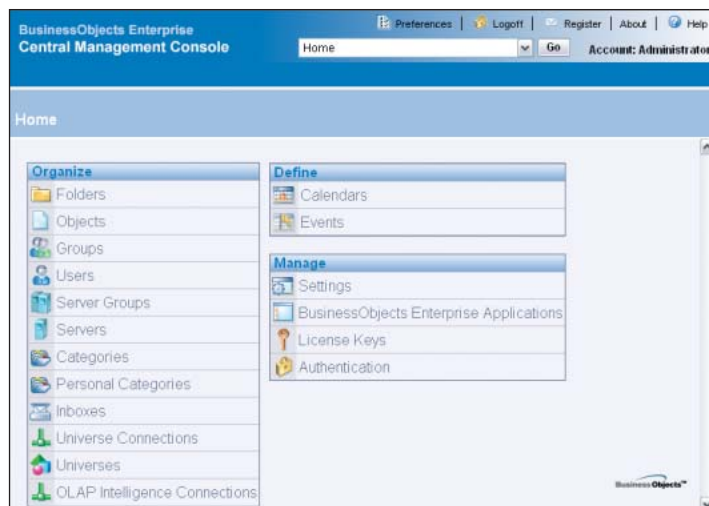 BusinessObjects Enterprise
Central Management Console
Preferences | Logoff | Register | About | Help
Home Go Account: Administrator
Home
Organize
Folders
Objects
Groups
Users
Server Groups
Servers
Categories
Personal Categories
Inboxes
Universe Connections
Universes
OLAP Intelligence Connections
Define
Calendars
Events
Manage
Settings
BusinessObjects Enterprise Applications
License Keys
Authentication
Business Objects™